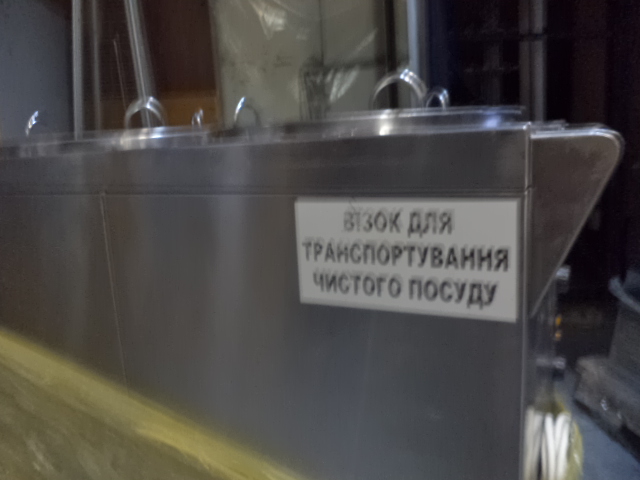 ВІЗОК ДЛЯ
ТРАНСПОРТУВАННЯ
ЧИСТОГО ПОСУДУ